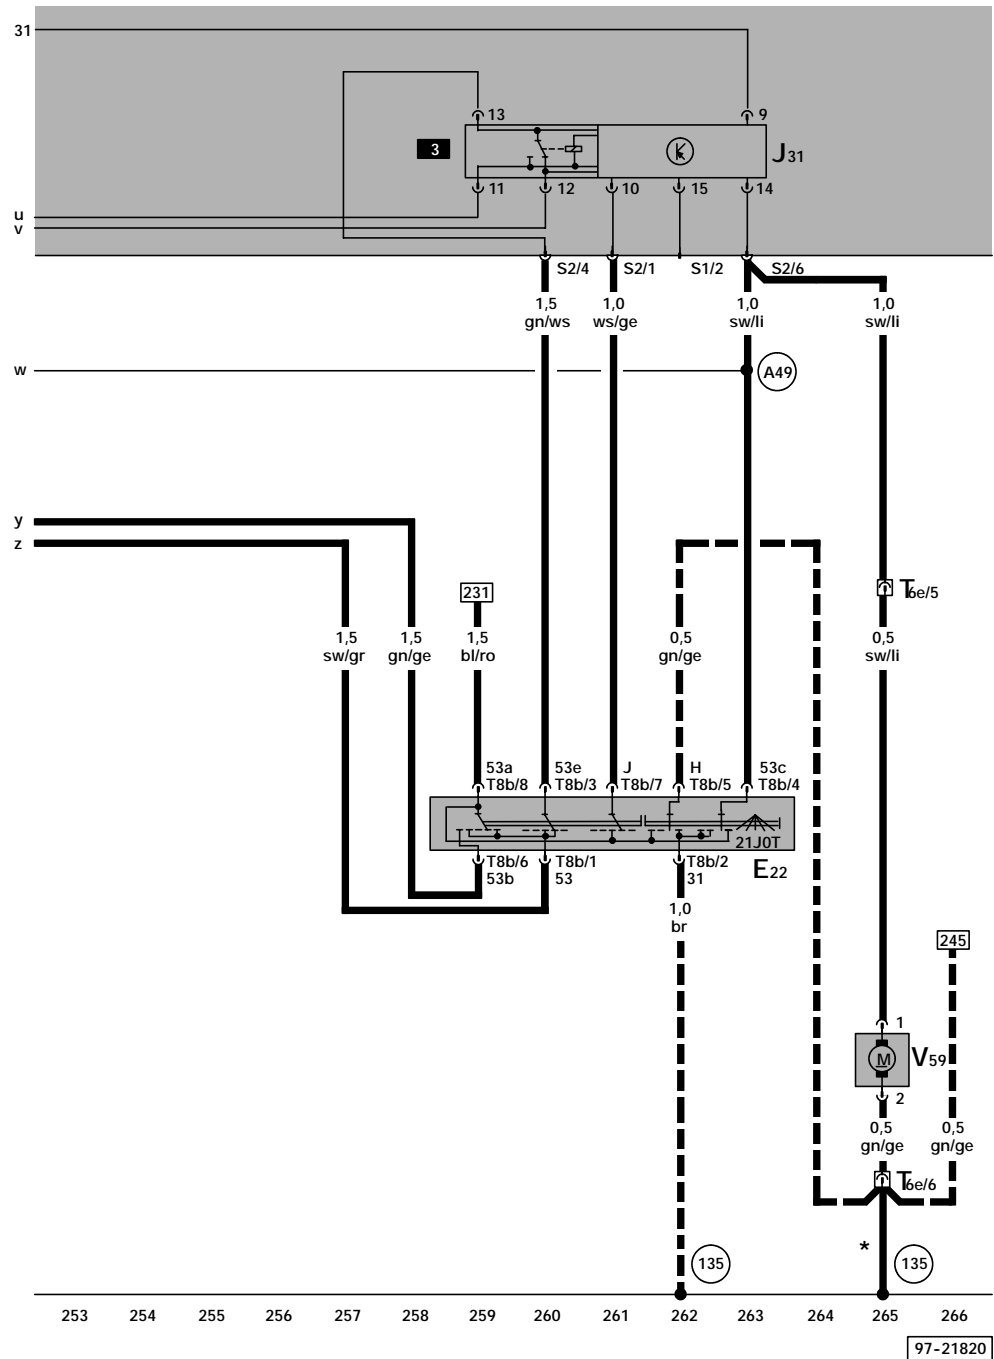 31
13
9
3
J31
11
12
10
15
14
u
v
S2/4
S2/1
S1/2
S2/6
1,5
gn/ws
1,0
ws/ge
1,0
sw/li
1,0
sw/li
w
A49
y
z
231
T6e/5
1,5
sw/gr
1,5
gn/ge
1,5
bl/ro
0,5
gn/ge
0,5
sw/li
53a
T8b/8
53e
T8b/3
J
T8b/7
H
T8b/5
53c
T8b/4
21J0T
T8b/6
53b
T8b/1
53
T8b/2
31
E22
1,0
br
245
1
M
V59
2
0,5
gn/ge
0,5
gn/ge
T6e/6
*
135
135
253 254 255 256 257 258 259 260 261 262 263 264 265 266
97-21820